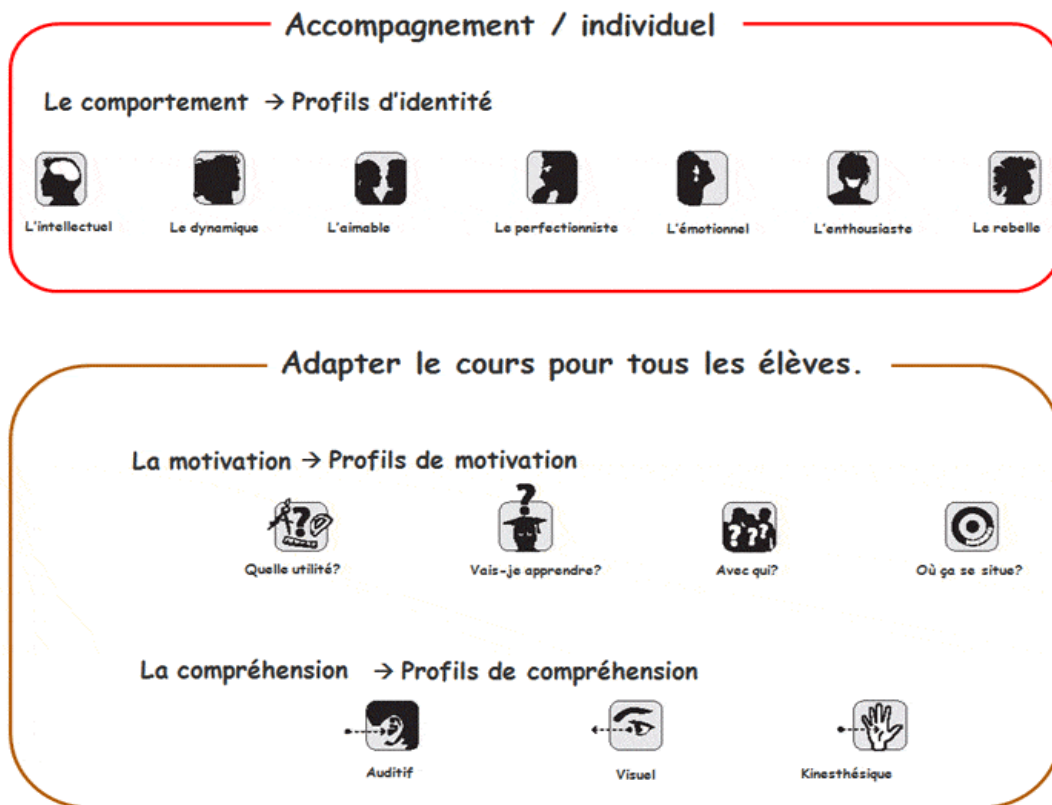 Accompagnement / individuel
Le comportement → Profils d'identité
L'intellectuel Le dynamique L'aimable Le perfectionniste L'émotionnel L'enthousiaste Le rebelle
Adapter le cours pour tous les élèves.
La motivation → Profils de motivation
Quelle utilité? Vais-je apprendre? Avec qui? Où ça se situe?
La compréhension → Profils de compréhension
Auditif Visuel Kinesthésique